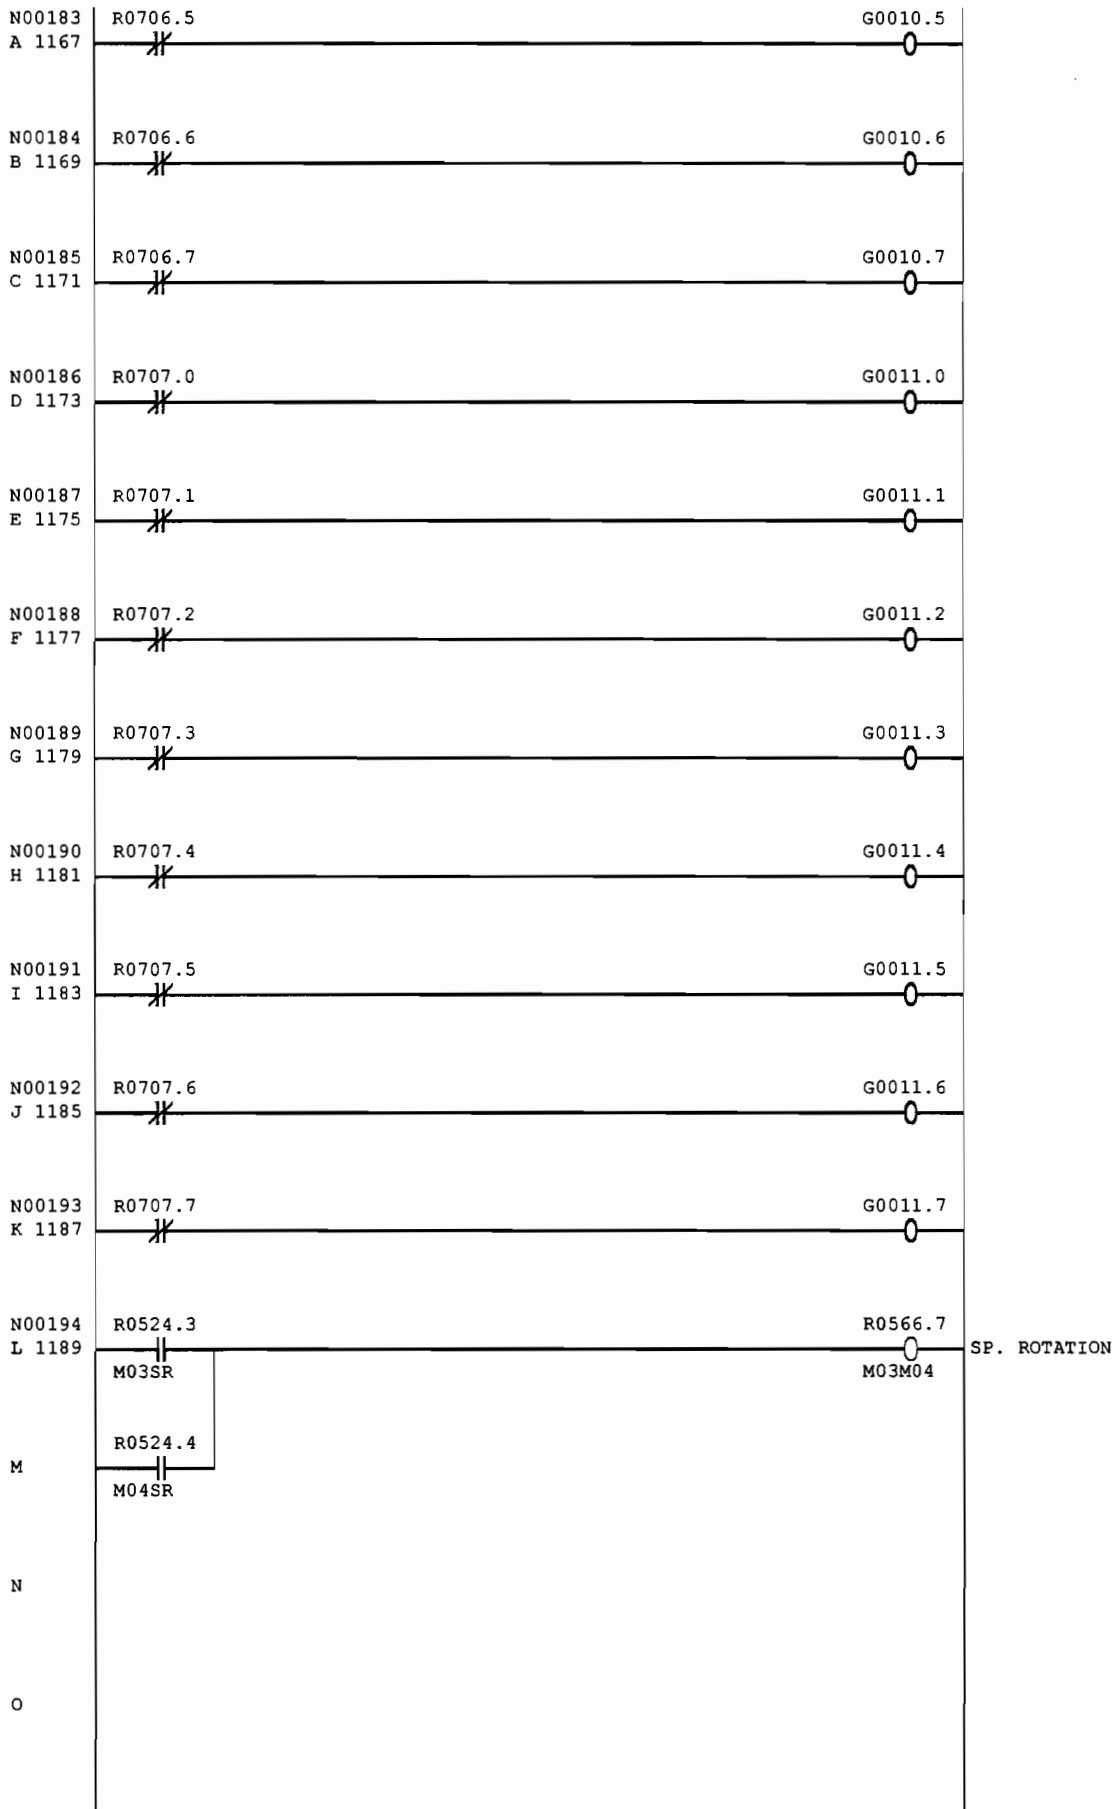 N00183 R0706.5 G0010.5
A 1167
N00184 R0706.6 G0010.6
B 1169
N00185 R0706.7 G0010.7
C 1171
N00186 R0707.0 G0011.0
D 1173
N00187 R0707.1 G0011.1
E 1175
N00188 R0707.2 G0011.2
F 1177
N00189 R0707.3 G0011.3
G 1179
N00190 R0707.4 G0011.4
H 1181
N00191 R0707.5 G0011.5
I 1183
N00192 R0707.6 G0011.6
J 1185
N00193 R0707.7 G0011.7
K 1187
N00194 R0524.3 R0566.7
L 1189 SP. ROTATION
M03SR M03M04
R0524.4
M
M04SR
N
O